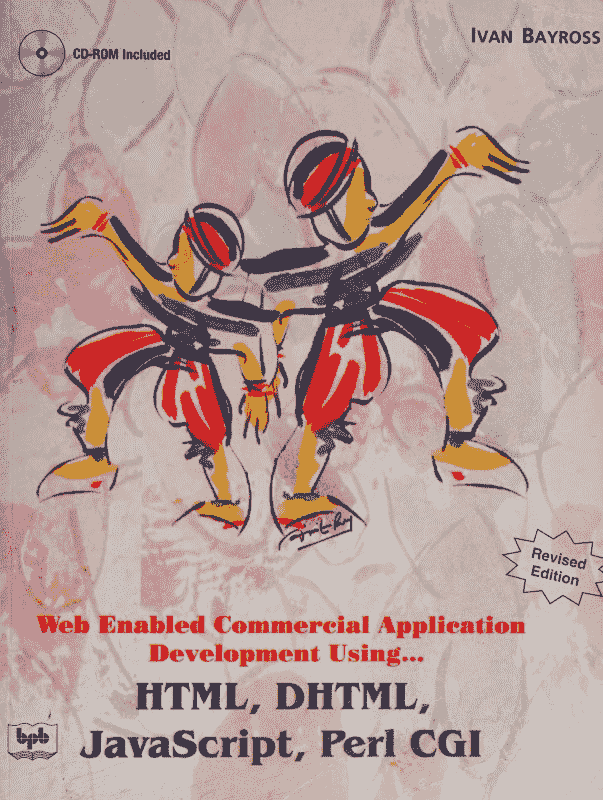 IVAN BAYROSS
CD-ROM Included
Revised
Edition
Web Enabled Commercial Application
Development Using...
HTML, DHTML,
JavaScript, Perl CGI
bpb